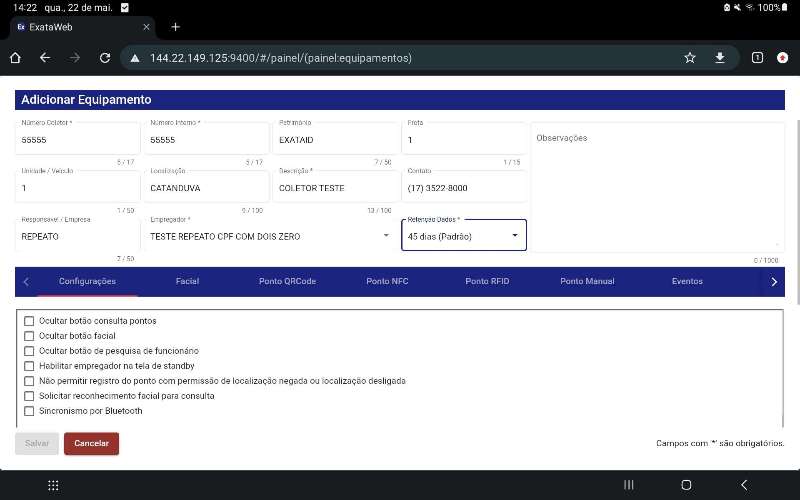 14:22 qua., 22 de mai.
100%
Ex ExataWeb
144.22.149.125:9400/#/painel/(painel:equipamentos)
1
Adicionar Equipamento
Número Coletor *
Número Interno *
Patrimônio
Frota
55555
55555
EXATAID
1
Observações
5 / 17
5 / 17
7 / 50
1 / 15
Unidade / Veículo
Localização
Descrição *
Contato
1
CATANDUVA
COLETOR TESTE
(17) 3522-8000
1 / 50
9 / 100
13 / 100
Responsável / Empresa
Empregador *
Retenção Dados *
REPEATO
TESTE REPEATO CPF COM DOIS ZERO
45 dias (Padrão)
7 / 50
0 / 1000
Configurações
Facial
Ponto QRCode
Ponto NFC
Ponto RFID
Ponto Manual
Eventos
Ocultar botão consulta pontos
Ocultar botão facial
Ocultar botão de pesquisa de funcionário
Habilitar empregador na tela de standby
Não permitir registro do ponto com permissão de localização negada ou localização desligada
Solicitar reconhecimento facial para consulta
Sincronismo por Bluetooth
Salvar
Cancelar
Campos com '*' são obrigatórios.